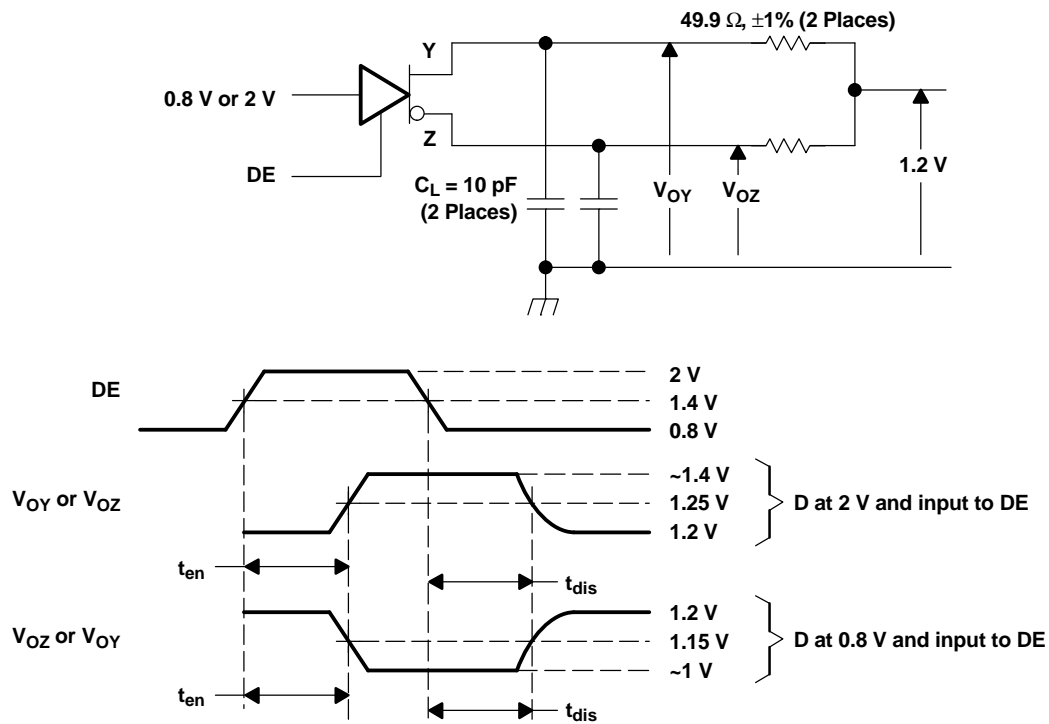 49.9 Ω, ±1% (2 Places)
Y
0.8 V or 2 V
Z
DE
C_L = 10 pF
(2 Places)
V_OY
V_OZ
1.2 V
DE
2 V
1.4 V
0.8 V
V_OY or V_OZ
~1.4 V
1.25 V
1.2 V
D at 2 V and input to DE
t_en
t_dis
V_OZ or V_OY
1.2 V
1.15 V
~1 V
D at 0.8 V and input to DE
t_en
t_dis